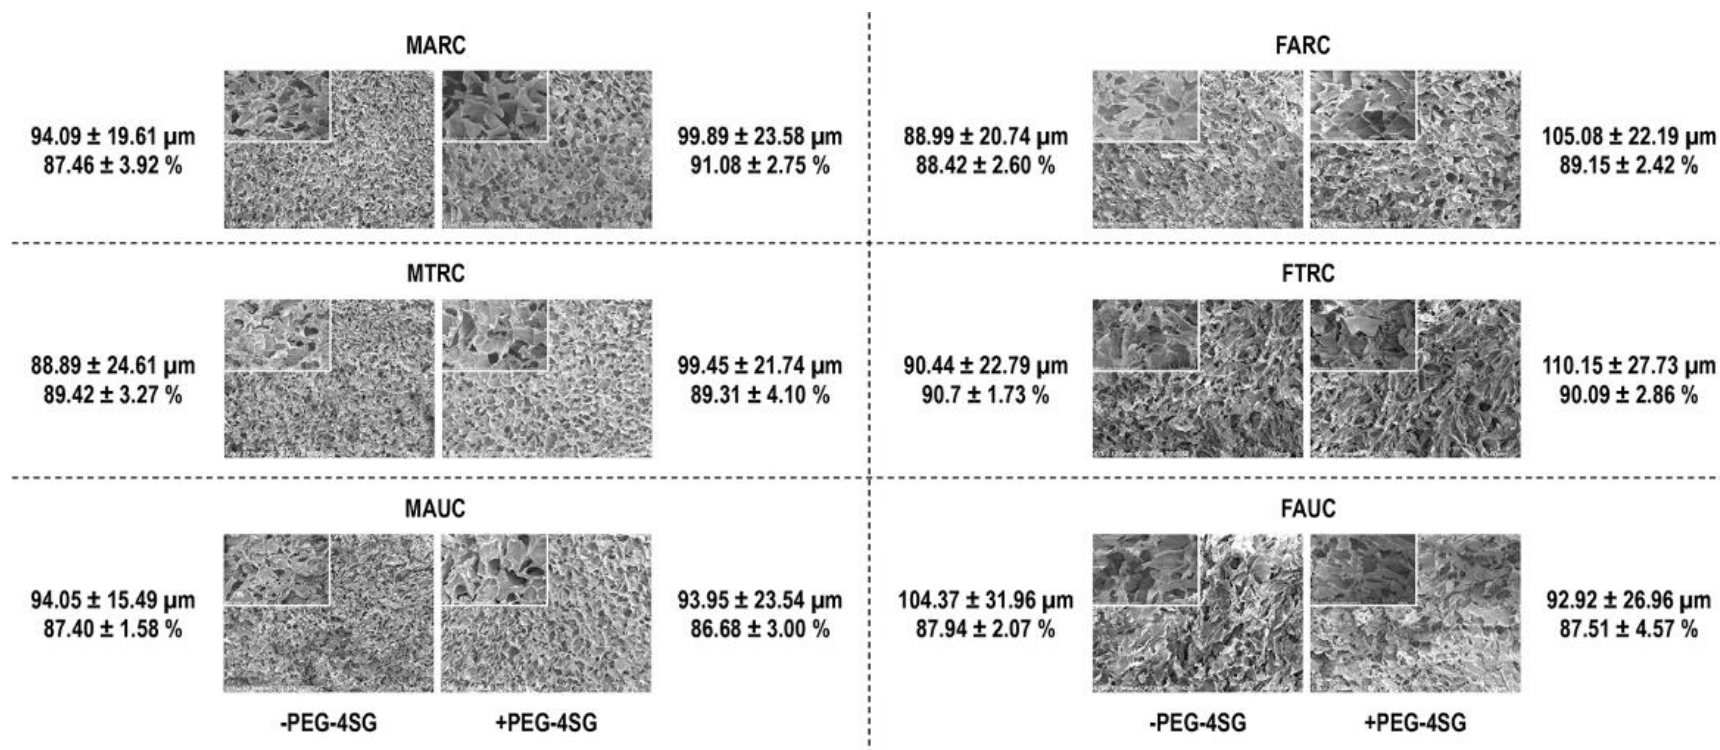 MARC
94.09 ± 19.61 µm
87.46 ± 3.92 %
99.89 ± 23.58 µm
91.08 ± 2.75 %
FARC
88.99 ± 20.74 µm
88.42 ± 2.60 %
105.08 ± 22.19 µm
89.15 ± 2.42 %
MTRC
88.89 ± 24.61 µm
89.42 ± 3.27 %
99.45 ± 21.74 µm
89.31 ± 4.10 %
FTRC
90.44 ± 22.79 µm
90.7 ± 1.73 %
110.15 ± 27.73 µm
90.09 ± 2.86 %
MAUC
94.05 ± 15.49 µm
87.40 ± 1.58 %
93.95 ± 23.54 µm
86.68 ± 3.00 %
FAUC
104.37 ± 31.96 µm
87.94 ± 2.07 %
92.92 ± 26.96 µm
87.51 ± 4.57 %
-PEG-4SG
+PEG-4SG
-PEG-4SG
+PEG-4SG